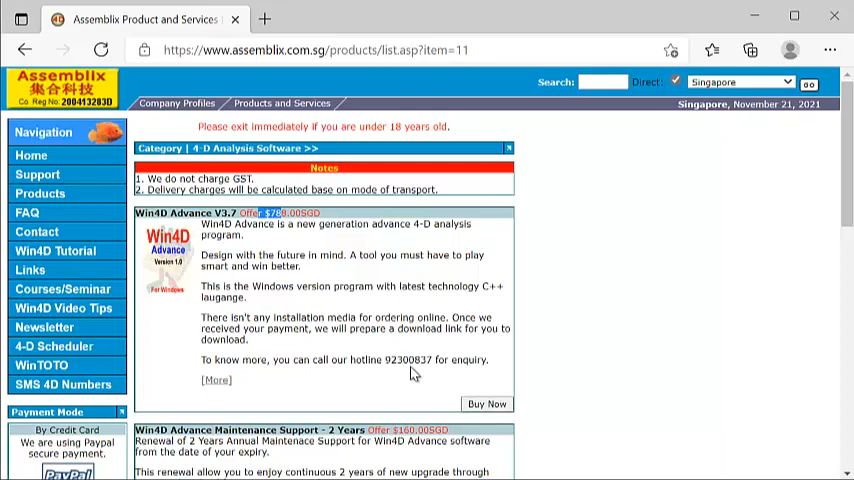 Assemblix Product and Services
https://www.assemblix.com.sg/products/list.asp?item=11
Assemblix
集合科技
Co Reg No 200413283D
Search:
Direct:
Singapore
GO
Company Profiles
Products and Services
Singapore, November 21, 2021
Navigation
Home
Support
Products
FAQ
Contact
Win4D Tutorial
Links
Courses/Seminar
Win4D Video Tips
Newsletter
4-D Scheduler
WinTOTO
SMS 4D Numbers
Payment Mode
By Credit Card
We are using Paypal
secure payment.
PayPal
Please exit immediately if you are under 18 years old.
Category | 4-D Analysis Software >>
Notes
1. We do not charge GST.
2. Delivery charges will be calculated base on mode of transport.
Win4D Advance V3.7 Offer $788.00SGD
Win4D
Advance
Version 1.0
For Windows
Win4D Advance is a new generation advance 4-D analysis
program.
Design with the future in mind. A tool you must have to play
smart and win better.
This is the Windows version program with latest technology C++
laugange.
There isn't any installation media for ordering online. Once we
received your payment, we will prepare a download link for you to
download.
To know more, you can call our hotline 92300837 for enquiry.
[More]
Buy Now
Win4D Advance Maintenance Support - 2 Years Offer $160.00SGD
Renewal of 2 Years Annual Maintenace Support for Win4D Advance software
from the date of your expiry.
This renewal allow you to enjoy continuous 2 years of new upgrade through